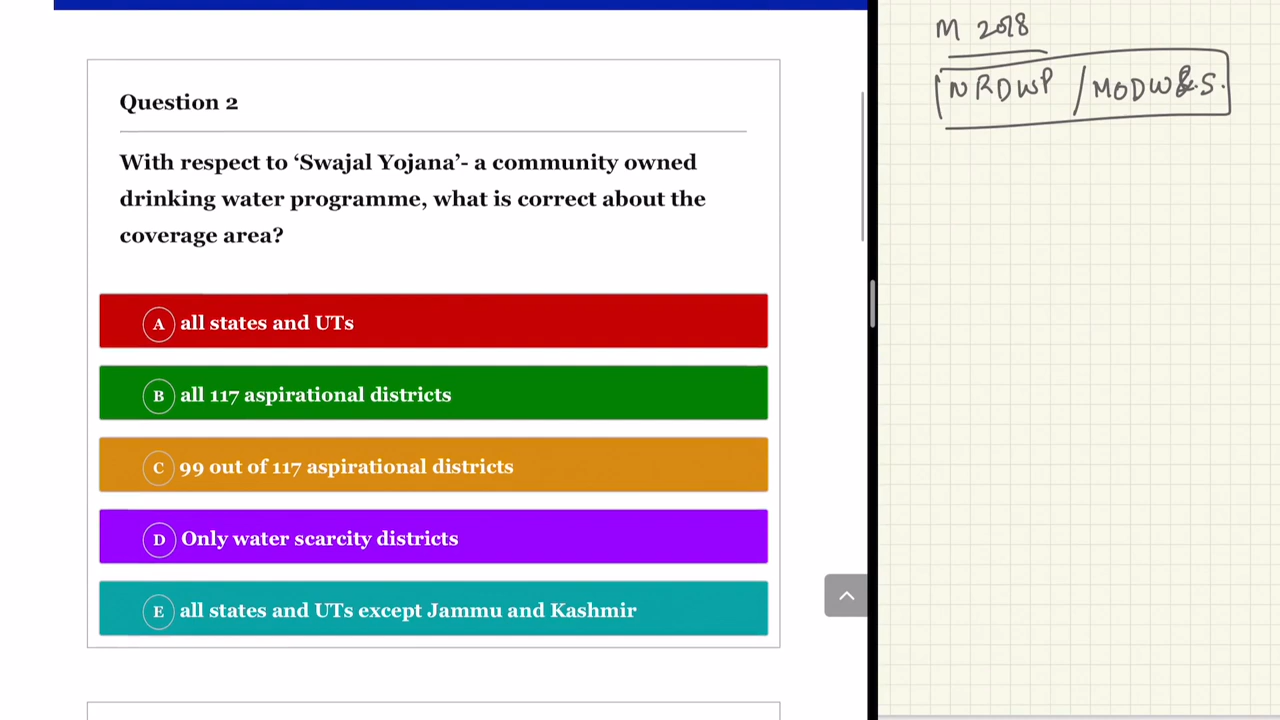 Question 2
With respect to ‘Swajal Yojana’- a community owned
drinking water programme, what is correct about the
coverage area?
A all states and UTs
B all 117 aspirational districts
C 99 out of 117 aspirational districts
D Only water scarcity districts
E all states and UTs except Jammu and Kashmir
M 2018
NRDWP / MODW&S.